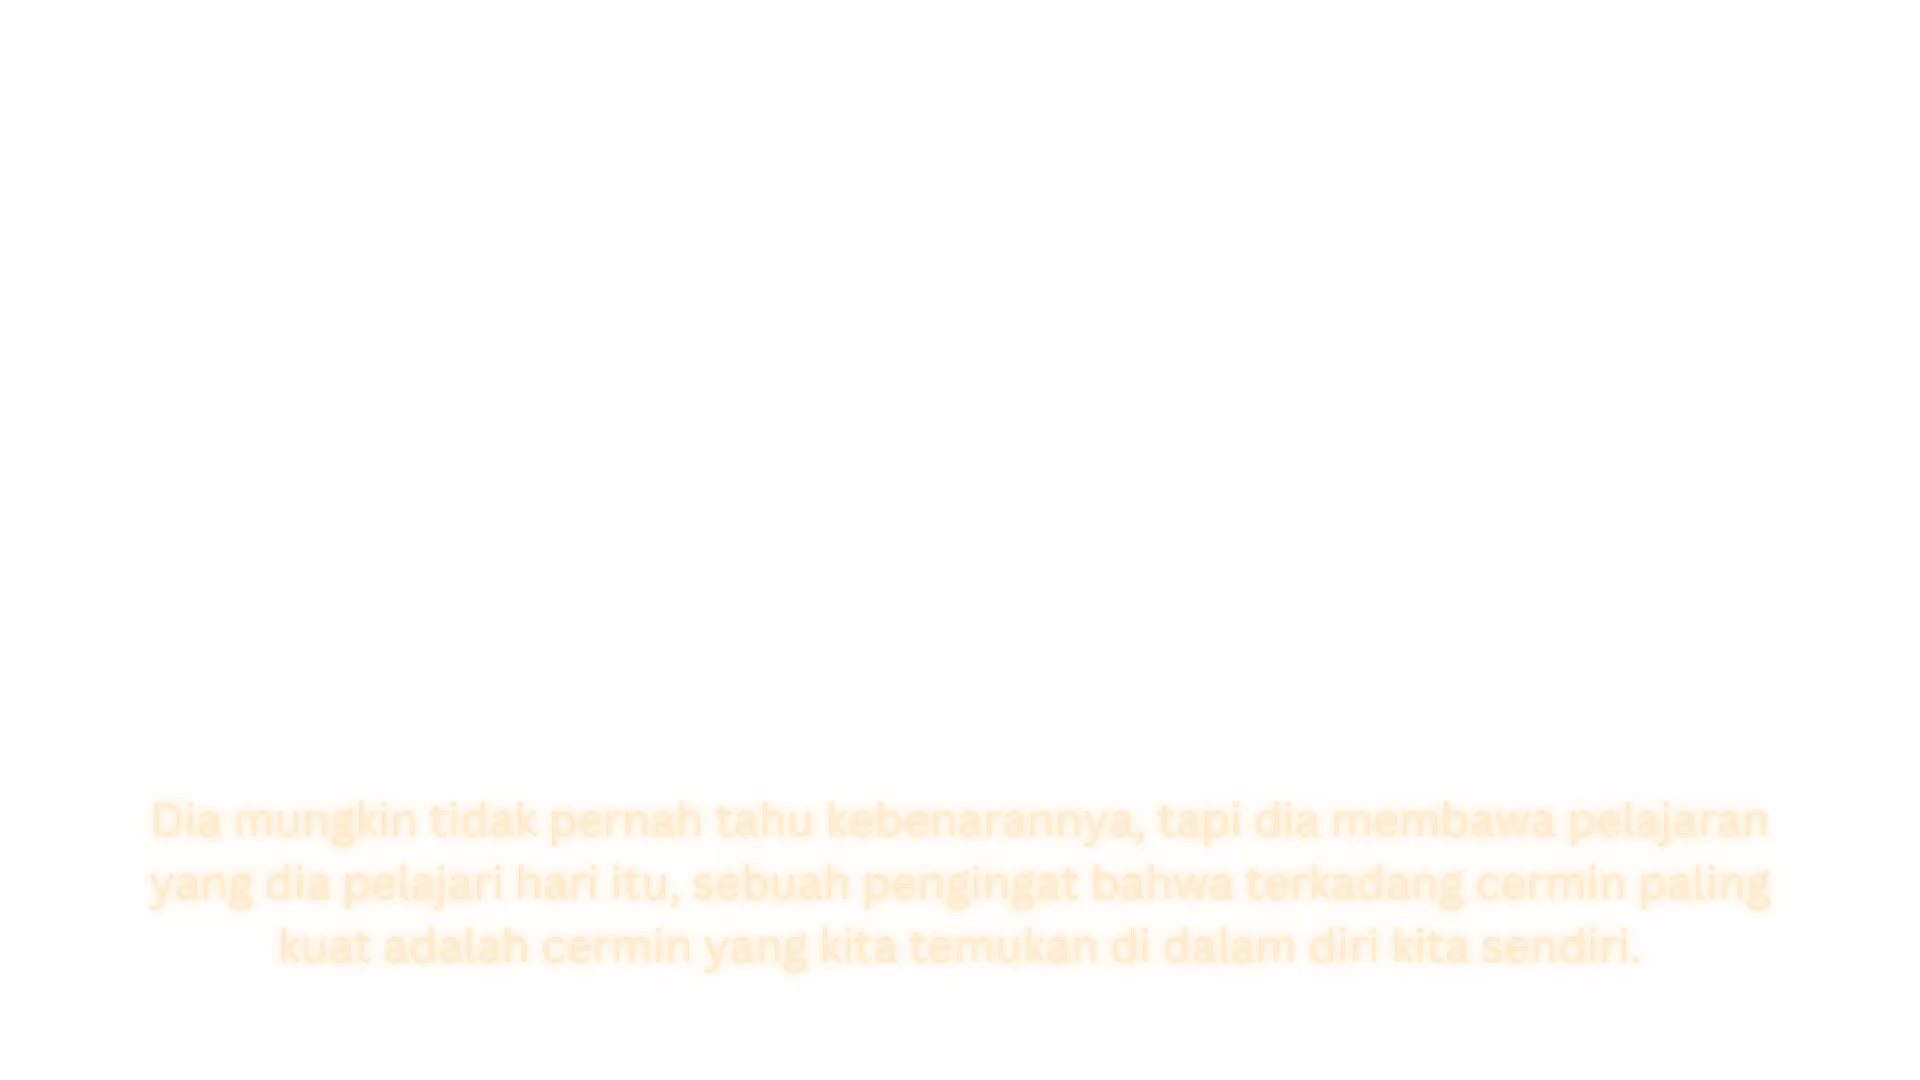 Dia mungkin tidak pernah tahu kebenarannya, tapi dia membawa pelajaran
yang dia pelajari hari itu, sebuah pengingat bahwa terkadang cermin paling
kuat adalah cermin yang kita temukan di dalam diri kita sendiri.